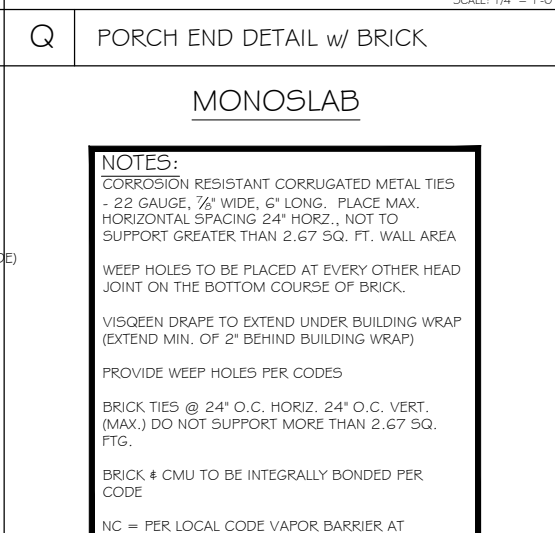 SCALE: 1/4" = 1'-0
Q
PORCH END DETAIL w/ BRICK
MONOSLAB
NOTES:
CORROSION RESISTANT CORRUGATED METAL TIES
- 22 GAUGE, 7/8" WIDE, 6" LONG. PLACE MAX.
HORIZONTAL SPACING 24" HORZ., NOT TO
SUPPORT GREATER THAN 2.67 SQ. FT. WALL AREA
DE)
WEEP HOLES TO BE PLACED AT EVERY OTHER HEAD
JOINT ON THE BOTTOM COURSE OF BRICK.
VISQEEN DRAPE TO EXTEND UNDER BUILDING WRAP
(EXTEND MIN. OF 2" BEHIND BUILDING WRAP)
PROVIDE WEEP HOLES PER CODES
BRICK TIES @ 24" O.C. HORIZ. 24" O.C. VERT.
(MAX.) DO NOT SUPPORT MORE THAN 2.67 SQ.
FTG.
BRICK & CMU TO BE INTEGRALLY BONDED PER
CODE
NC = PER LOCAL CODE VAPOR BARRIER AT